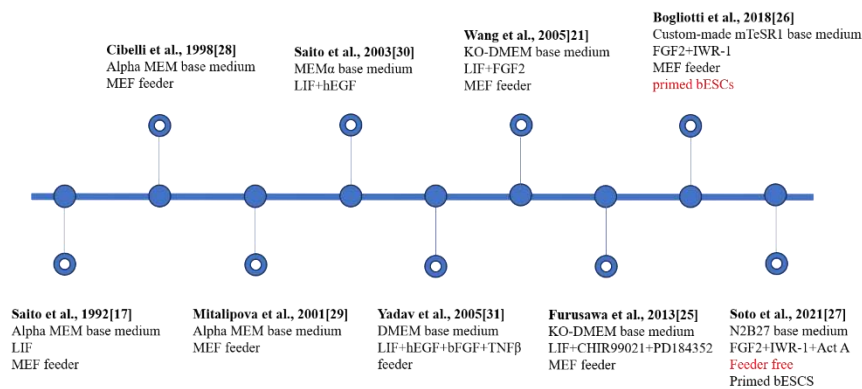 Cibelli et al., 1998[28]
Alpha MEM base medium
MEF feeder
Saito et al., 2003[30]
MEMα base medium
LIF+hEGF
Wang et al., 2005[21]
KO-DMEM base medium
LIF+FGF2
MEF feeder
Bogliotti et al., 2018[26]
Custom-made mTeSR1 base medium
FGF2+IWR-1
MEF feeder
primed bESCs
Saito et al., 1992[17]
Alpha MEM base medium
LIF
MEF feeder
Mitalipova et al., 2001[29]
Alpha MEM base medium
MEF feeder
Yadav et al., 2005[31]
DMEM base medium
LIF+hEGF+bFGF+TNFβ
feeder
Furusawa et al., 2013[25]
KO-DMEM base medium
LIF+CHIR99021+PD184352
MEF feeder
Soto et al., 2021[27]
N2B27 base medium
FGF2+IWR-1+Act A
Feeder free
Primed bESCS